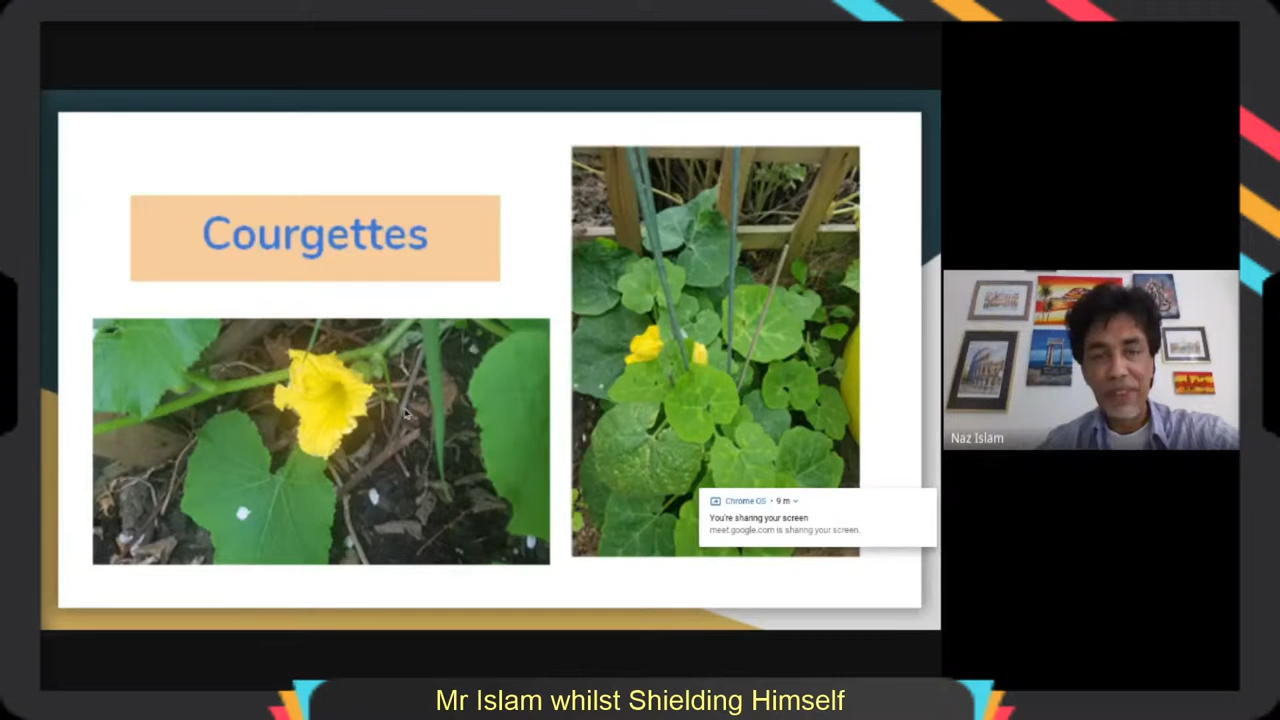 Courgettes
Chrome OS • 9 m
You're sharing your screen
meet.google.com is sharing your screen.
Naz Islam
Mr Islam whilst Shielding Himself